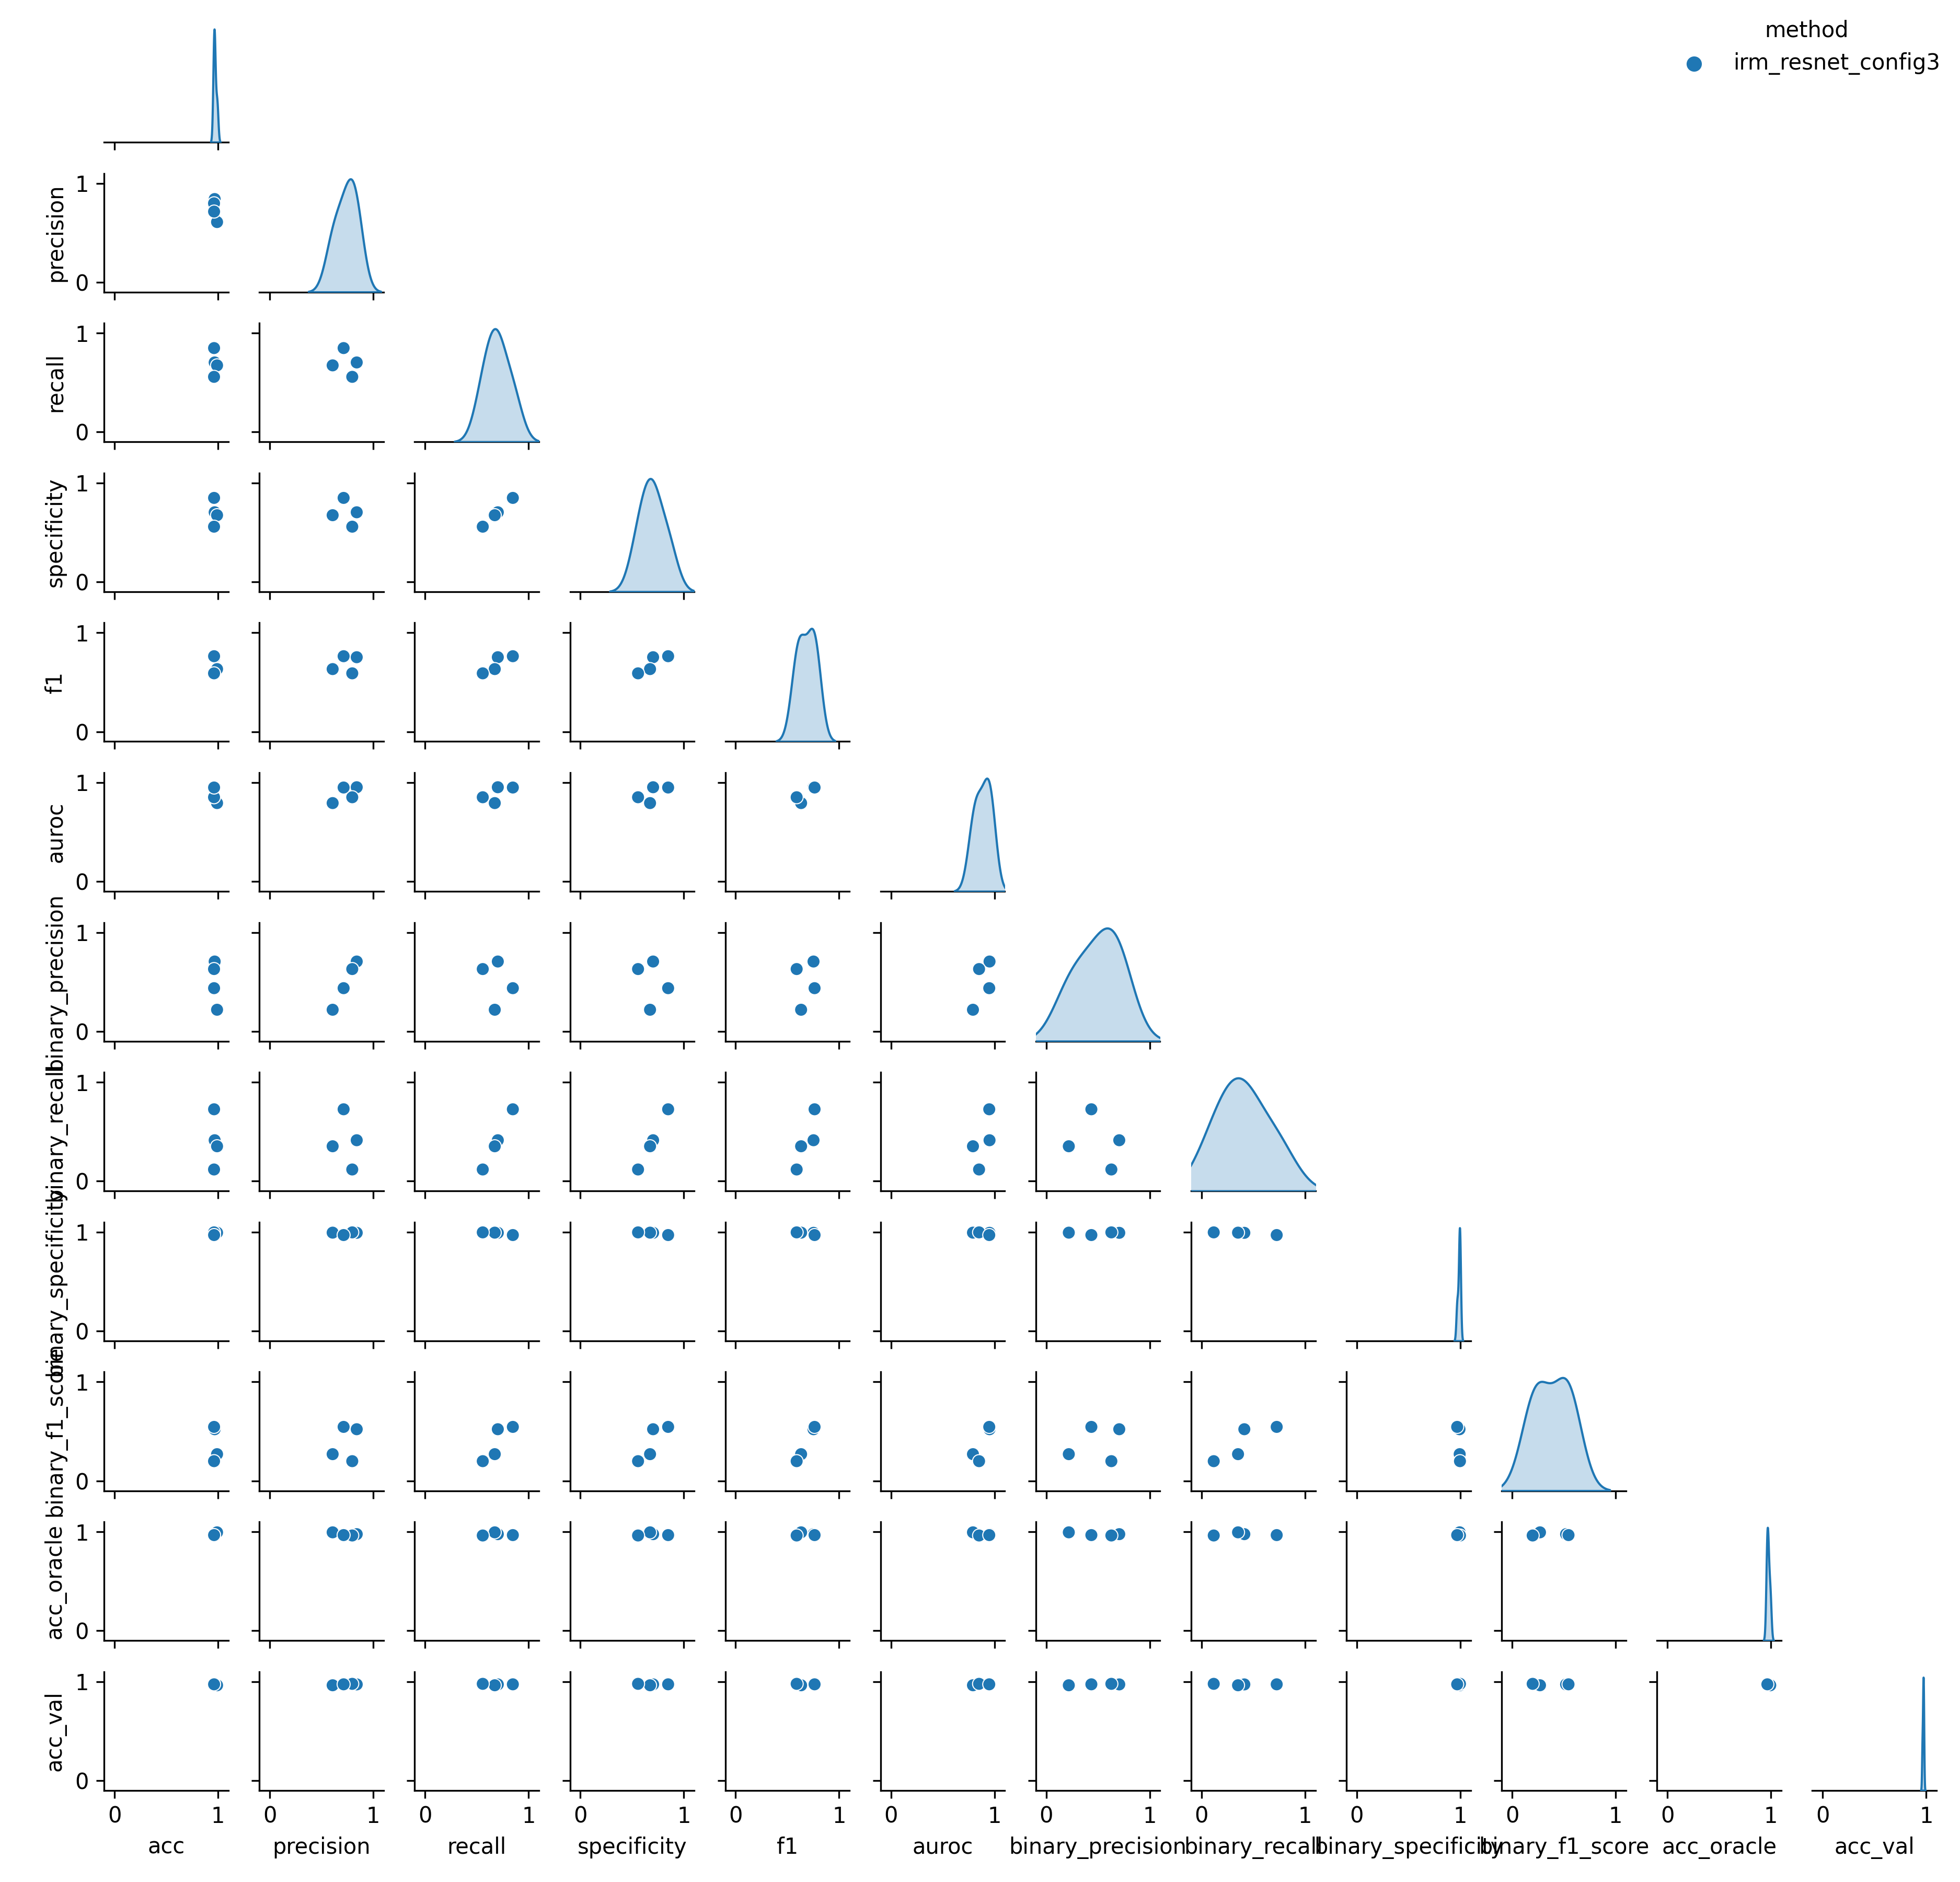 method
irm_resnet_config3
1
precision
0
1
recall
0
1
specificity
0
1
f1
0
1
auroc
0
1
binary_precision
0
1
binary_recall
0
1
binary_specificity
0
1
binary_f1_score
0
1
acc_oracle
0
1
acc_val
0
0 1 0 1 0 1 0 1 0 1 0 1 0 1 0 1 0 1 0 1 0 1 0 1
acc precision recall specificity f1 auroc binary_precision binary_recall binary_specificity binary_f1_score acc_oracle acc_val